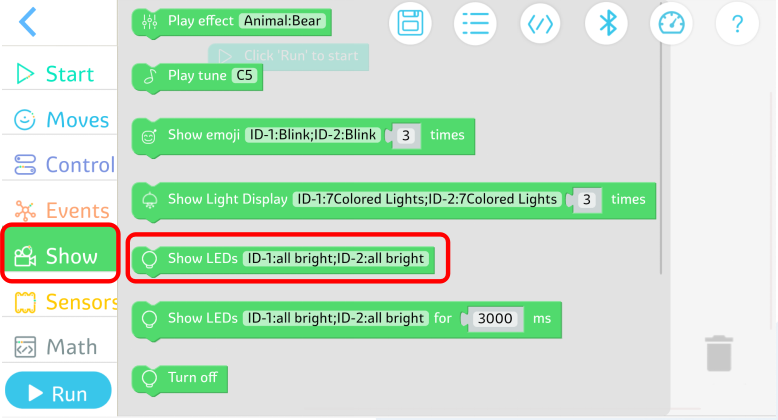 Play effect Animal:Bear
Click 'Run' to start
?
Start
Play tune C5
Moves
Show emoji ID-1:Blink;ID-2:Blink 3 times
Control
Show Light Display ID-1:7Colored Lights;ID-2:7Colored Lights 3 times
Events
Show
Show LEDs ID-1:all bright;ID-2:all bright
Sensors
Show LEDs ID-1:all bright;ID-2:all bright for 3000 ms
Math
Turn off
Run